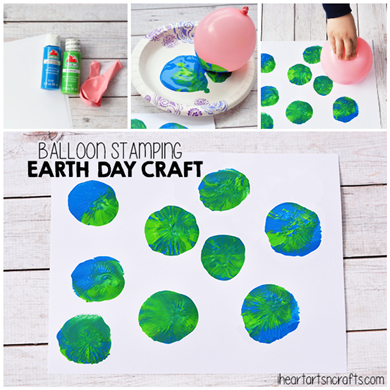 BALLOON STAMPING
EARTH DAY CRAFT
iheartartsncrafts.com